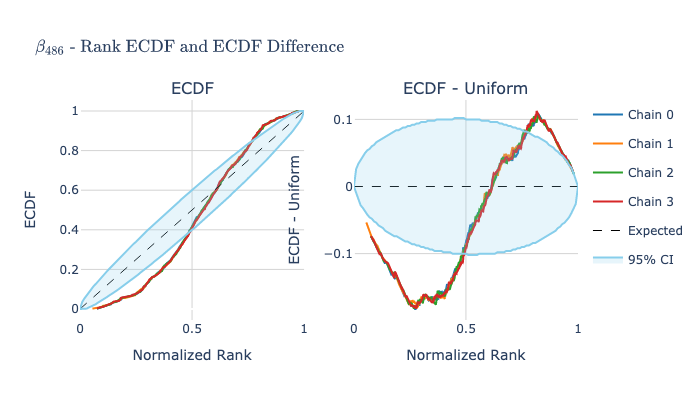 β486 - Rank ECDF and ECDF Difference
ECDF
ECDF - Uniform
ECDF
1
0.8
0.6
0.4
0.2
0
0
0.5
1
Normalized Rank
ECDF - Uniform
0.1
0
−0.1
0
0.5
1
Normalized Rank
Chain 0
Chain 1
Chain 2
Chain 3
Expected
95% CI